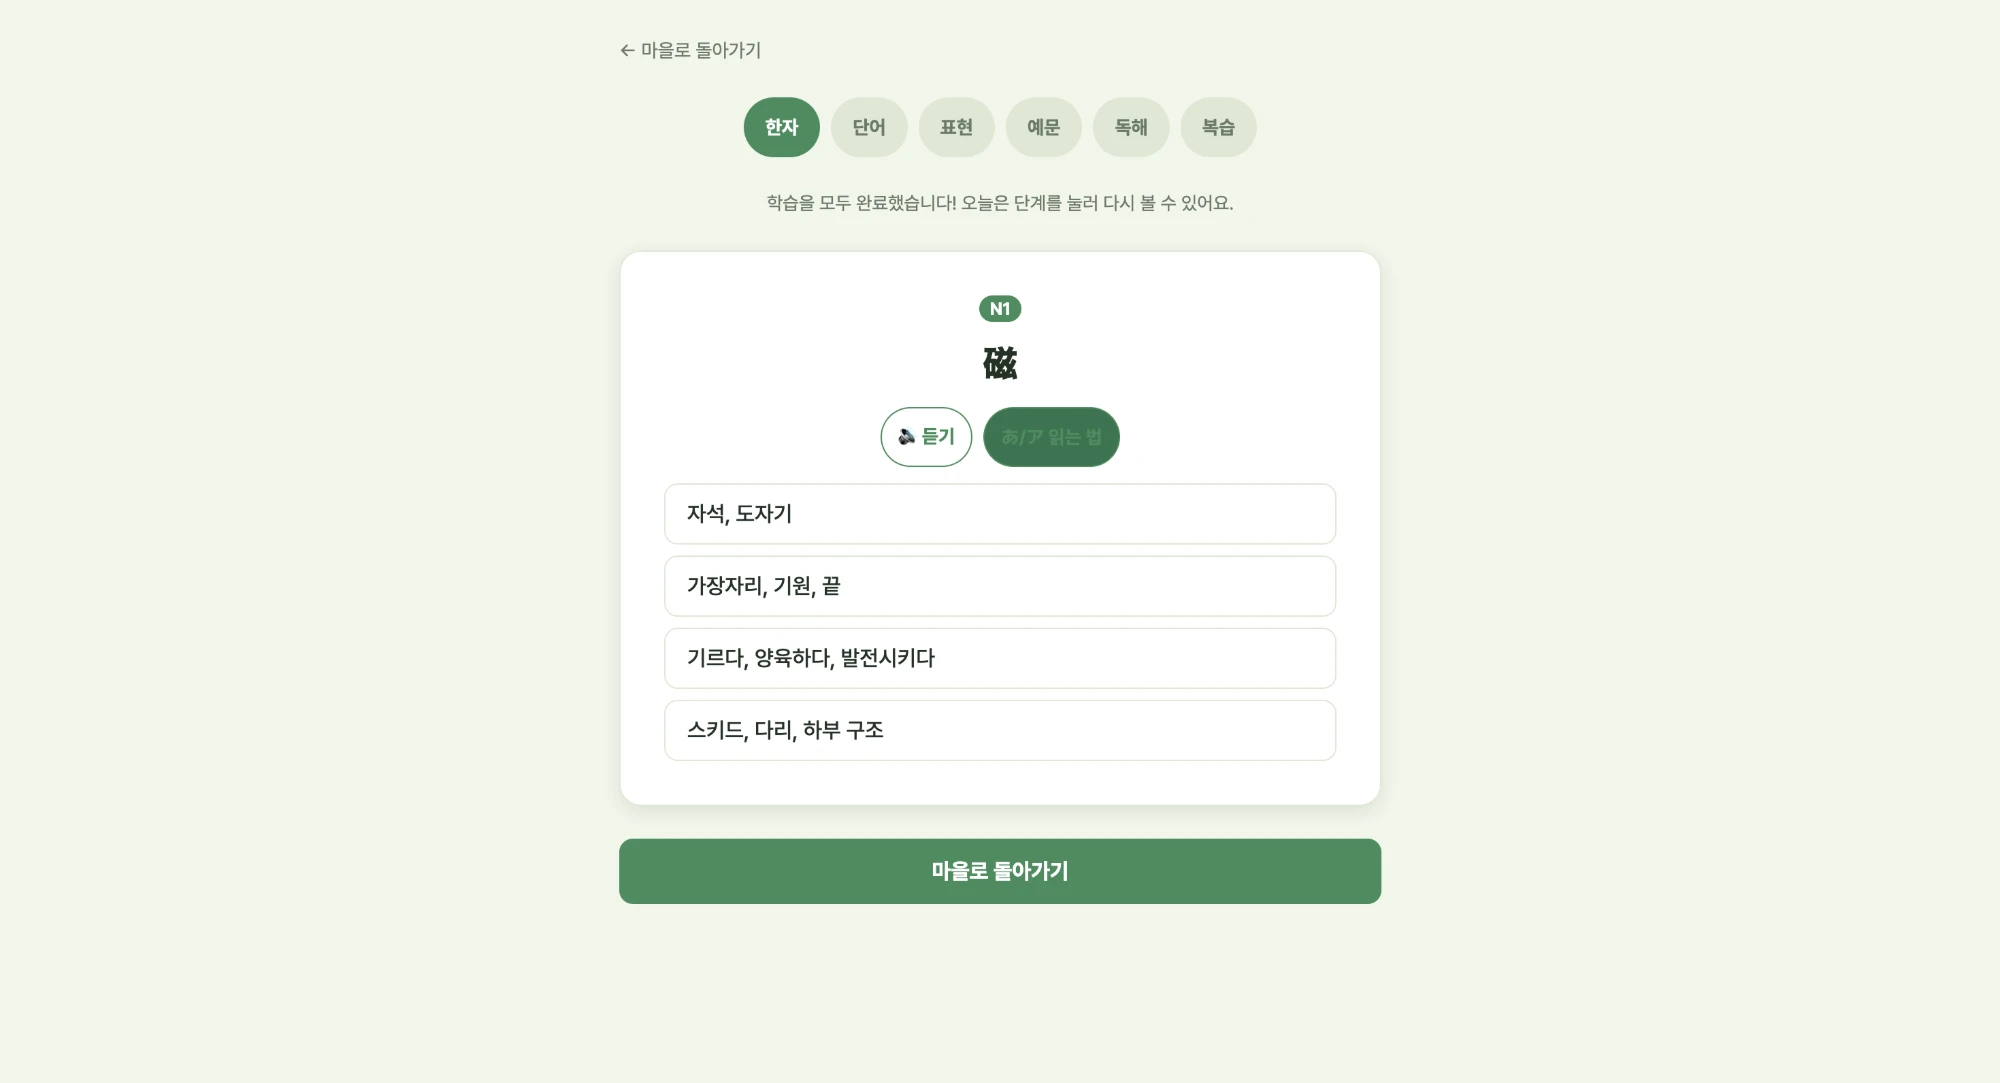 ← 마을로 돌아가기
한자 단어 표현 예문 독해 복습
학습을 모두 완료했습니다! 오늘은 단계를 눌러 다시 볼 수 있어요.
N1
磁
듣기 あ/ア 읽는 법
자석, 도자기
가장자리, 기원, 끝
기르다, 양육하다, 발전시키다
스키드, 다리, 하부 구조
마을로 돌아가기